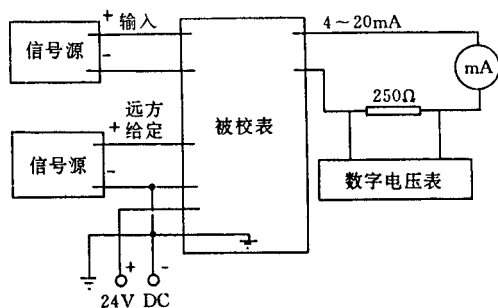 + 输入
信号源
-
4～20mA
mA
250Ω
远方
+ 给定
被校表
信号源
-
数字电压表
+ -
24V DC